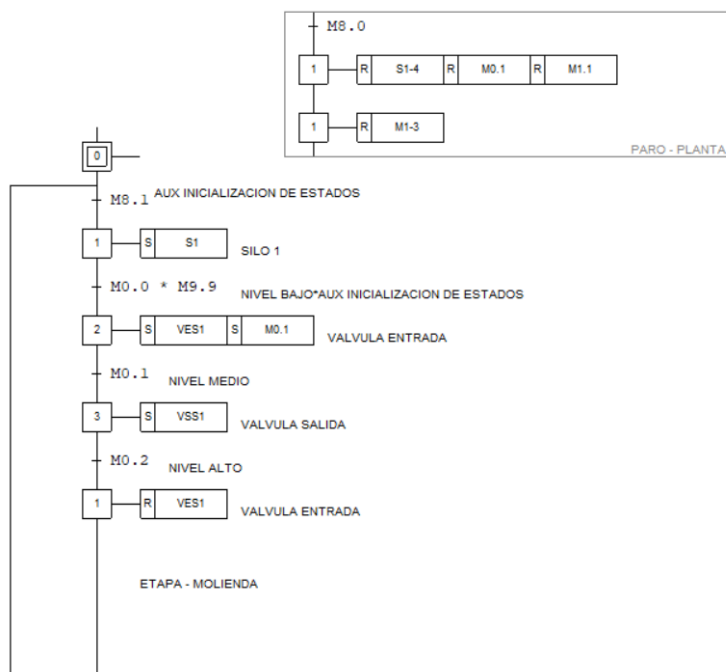 M8.0
1 R S1-4 R M0.1 R M1.1
1 R M1-3
PARO - PLANTA
0
M8.1 AUX INICIALIZACION DE ESTADOS
1 S S1 SILO 1
M0.0 * M9.9 NIVEL BAJO*AUX INICIALIZACION DE ESTADOS
2 S VES1 S M0.1 VALVULA ENTRADA
M0.1 NIVEL MEDIO
3 S VSS1 VALVULA SALIDA
M0.2 NIVEL ALTO
1 R VES1 VALVULA ENTRADA
ETAPA - MOLIENDA